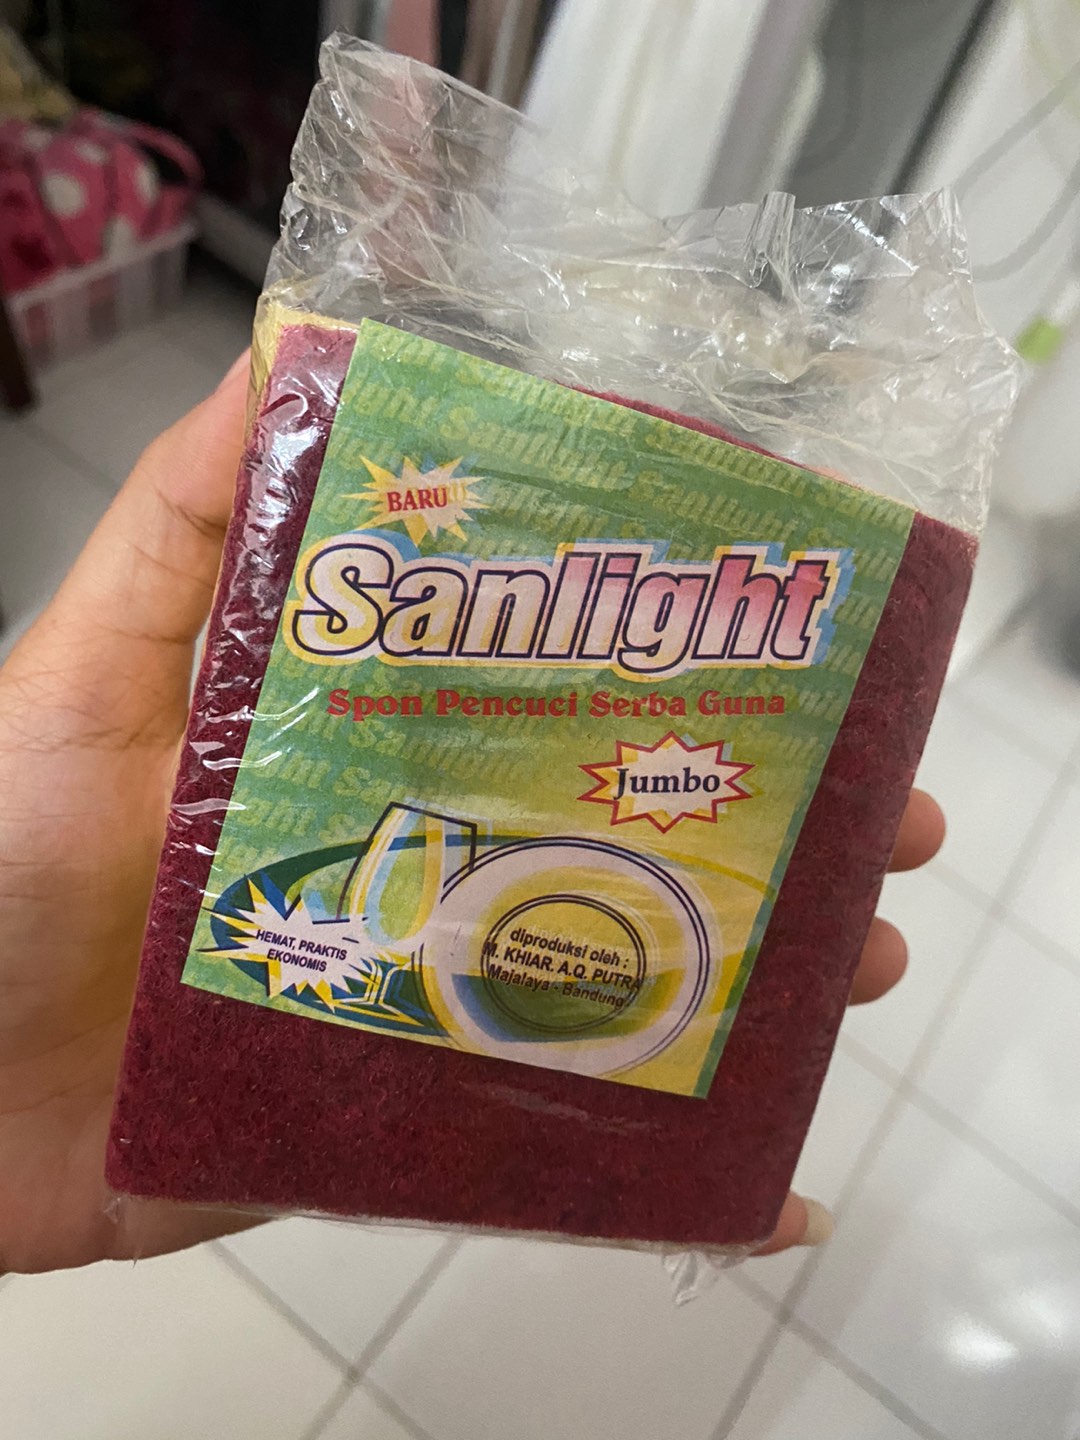 BARU
Sanlight
Spon Pencuci Serba Guna
Jumbo
HEMAT, PRAKTIS
EKONOMIS
diproduksi oleh :
M. KHIAR. A.Q. PUTRA
Majalaya - Bandung